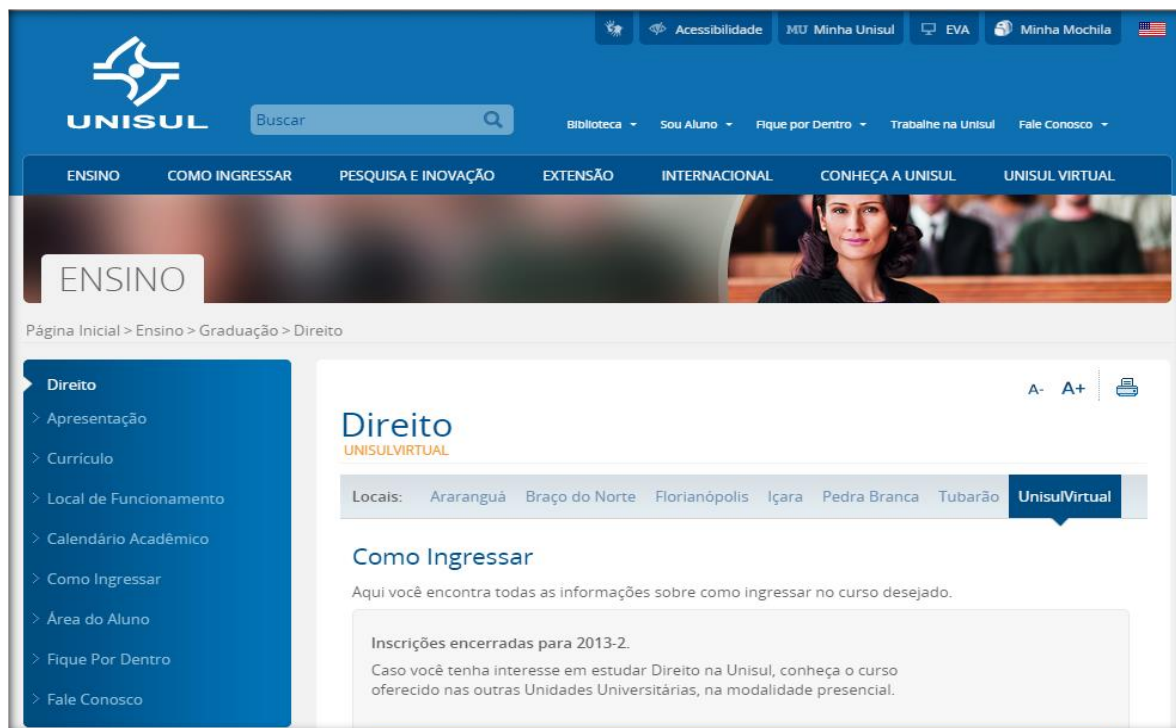 Acessibilidade MU Minha Unisul EVA Minha Mochila
UNISUL
Buscar
Biblioteca Sou Aluno Fique por Dentro Trabalhe na Unisul Fale Conosco
ENSINO COMO INGRESSAR PESQUISA E INOVAÇÃO EXTENSÃO INTERNACIONAL CONHEÇA A UNISUL UNISUL VIRTUAL
ENSINO
Página Inicial > Ensino > Graduação > Direito
Direito
> Apresentação
> Currículo
> Local de Funcionamento
> Calendário Acadêmico
> Como Ingressar
> Área do Aluno
> Fique Por Dentro
> Fale Conosco
A- A+
Direito
UNISULVIRTUAL
Locais: Araranguá Braço do Norte Florianópolis Içara Pedra Branca Tubarão UnisulVirtual
Como Ingressar
Aqui você encontra todas as informações sobre como ingressar no curso desejado.
Inscrições encerradas para 2013-2.
Caso você tenha interesse em estudar Direito na Unisul, conheça o curso
oferecido nas outras Unidades Universitárias, na modalidade presencial.